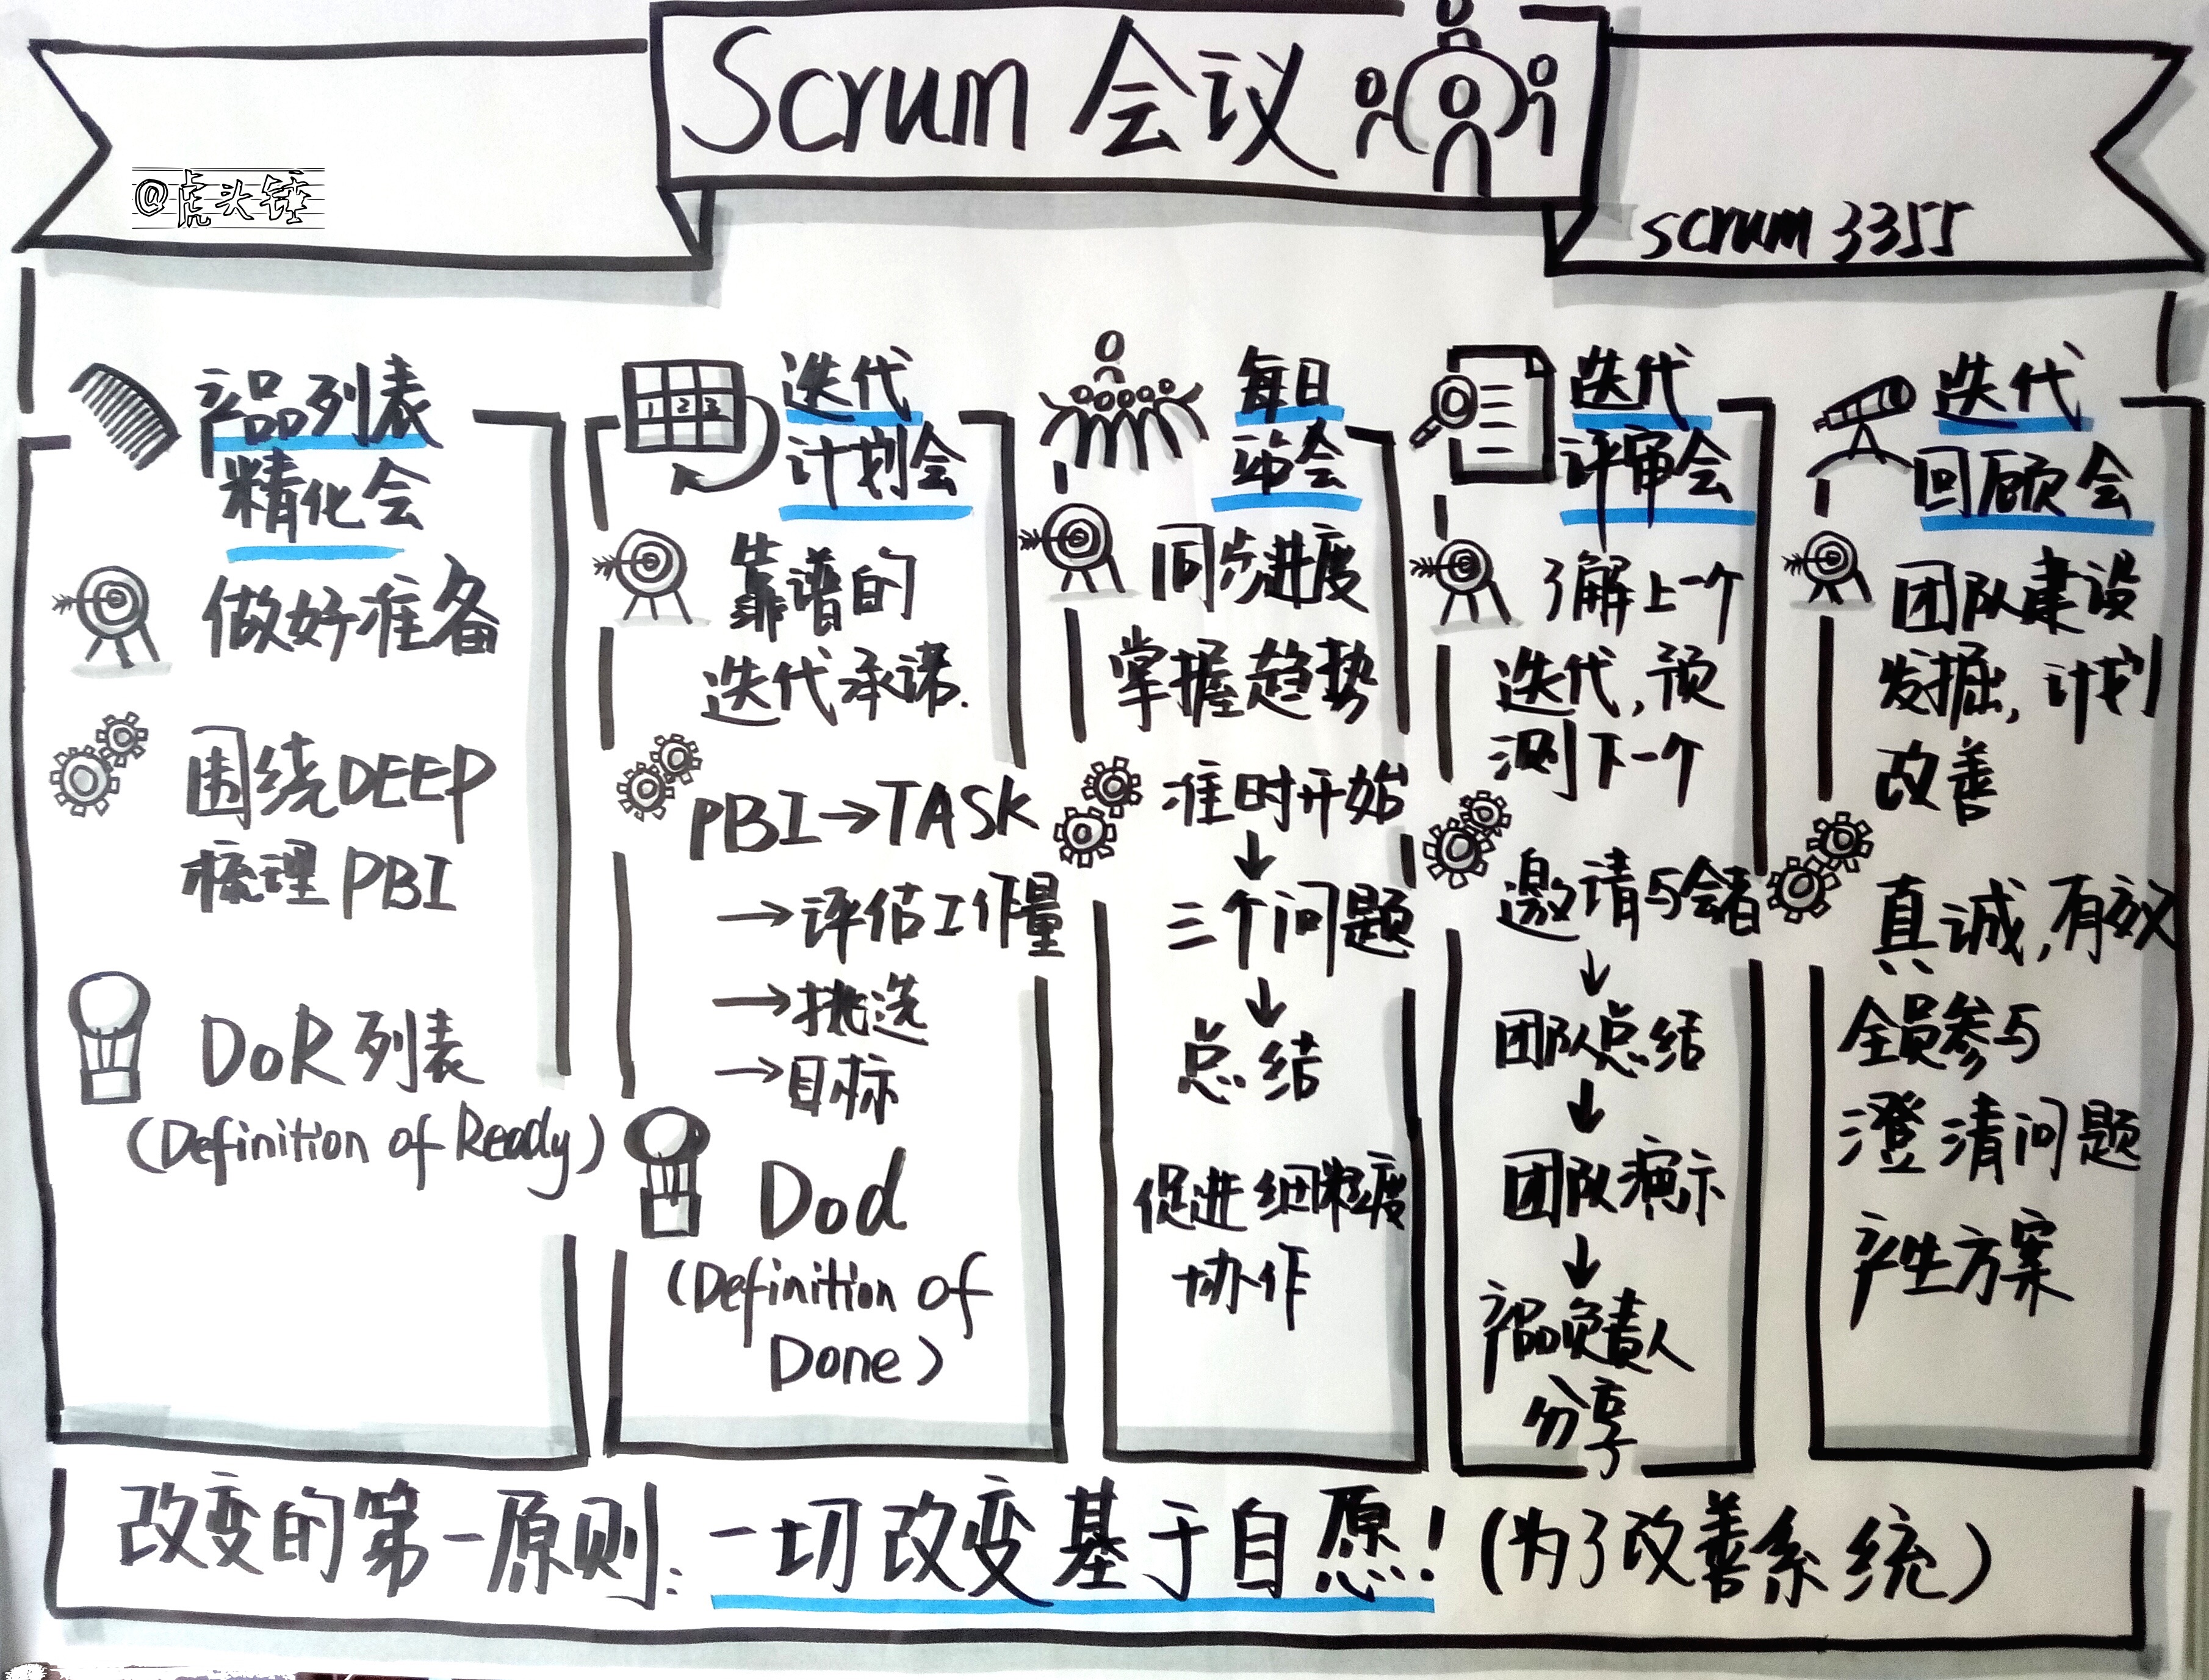 Scrum 会议
@虎头锤
scrum 3355
产品列表
精化会
做好准备
围绕DEEP
梳理PBI
DoR 列表
(Definition of Ready)
迭代
计划会
1 2 3
靠谱的
迭代承诺.
PBI→TASK
→评估工作量
→挑选
→目标
Dod
(Definition of
Done)
每日
站会
同步进度
掌握趋势
准时开始
↓
三个问题
↓
总结
促进细粒度
协作
迭代
评审会
了解上一个
迭代,预
测下一个
邀请与会者
↓
团队总结
↓
团队演示
↓
产品负责人
分享
迭代
回顾会
团队建设
发掘,计划
改善
真诚,有效
全员参与
澄清问题
产生方案
改变的第一原则:一切改变基于自愿!(为了改善系统)